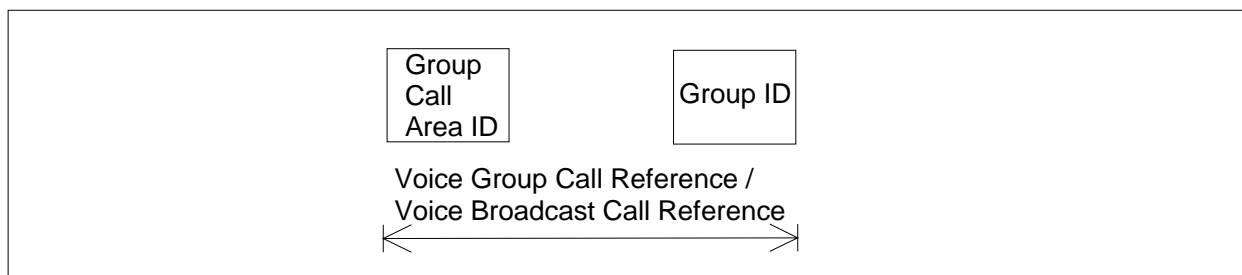 Group
Call
Area ID
Group ID
Voice Group Call Reference /
Voice Broadcast Call Reference